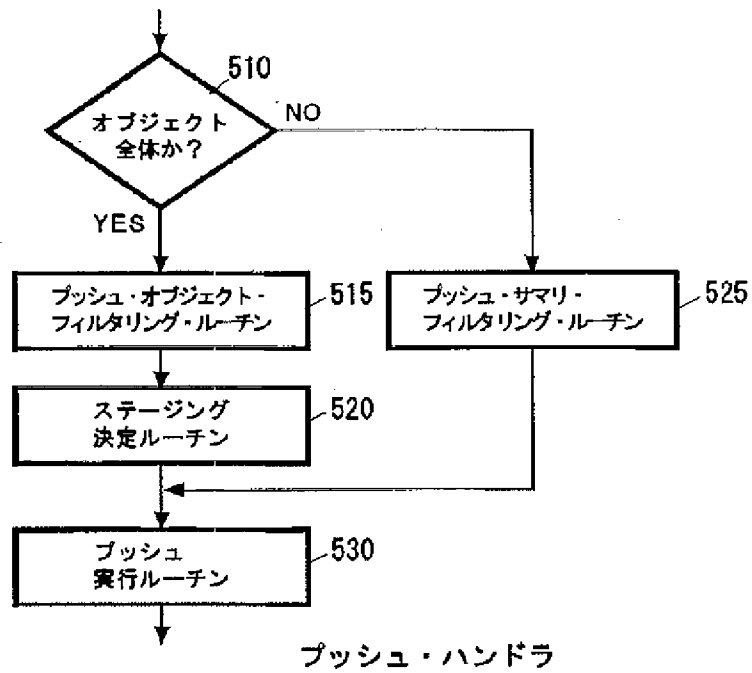 510
オブジェクト
全体か？
NO
YES
プッシュ・オブジェクト・
フィルタリング・ルーチン
515
プッシュ・サマリ・
フィルタリング・ルーチン
525
ステージング
決定ルーチン
520
プッシュ
実行ルーチン
530
プッシュ・ハンドラ